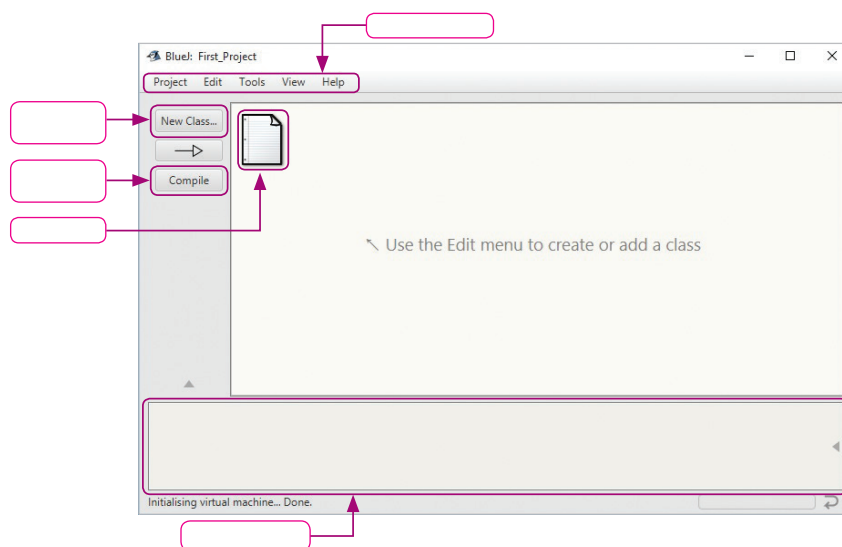 BlueJ: First_Project
Project Edit Tools View Help
New Class...
Compile
Use the Edit menu to create or add a class
Initialising virtual machine... Done.